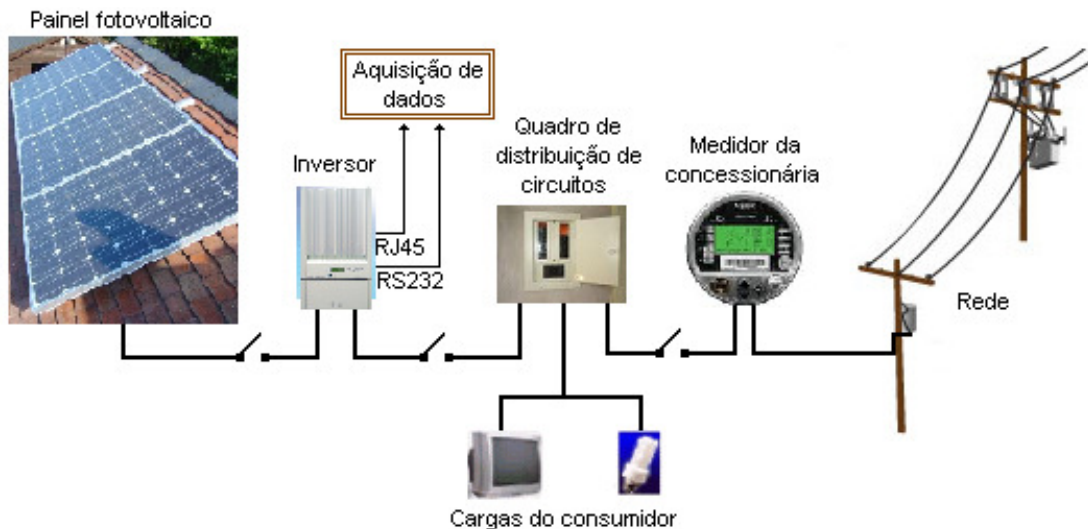 Painel fotovoltaico
Aquisição de
dados
Inversor
RJ45
RS232
Quadro de
distribuição de
circuitos
Medidor da
concessionária
Rede
Cargas do consumidor